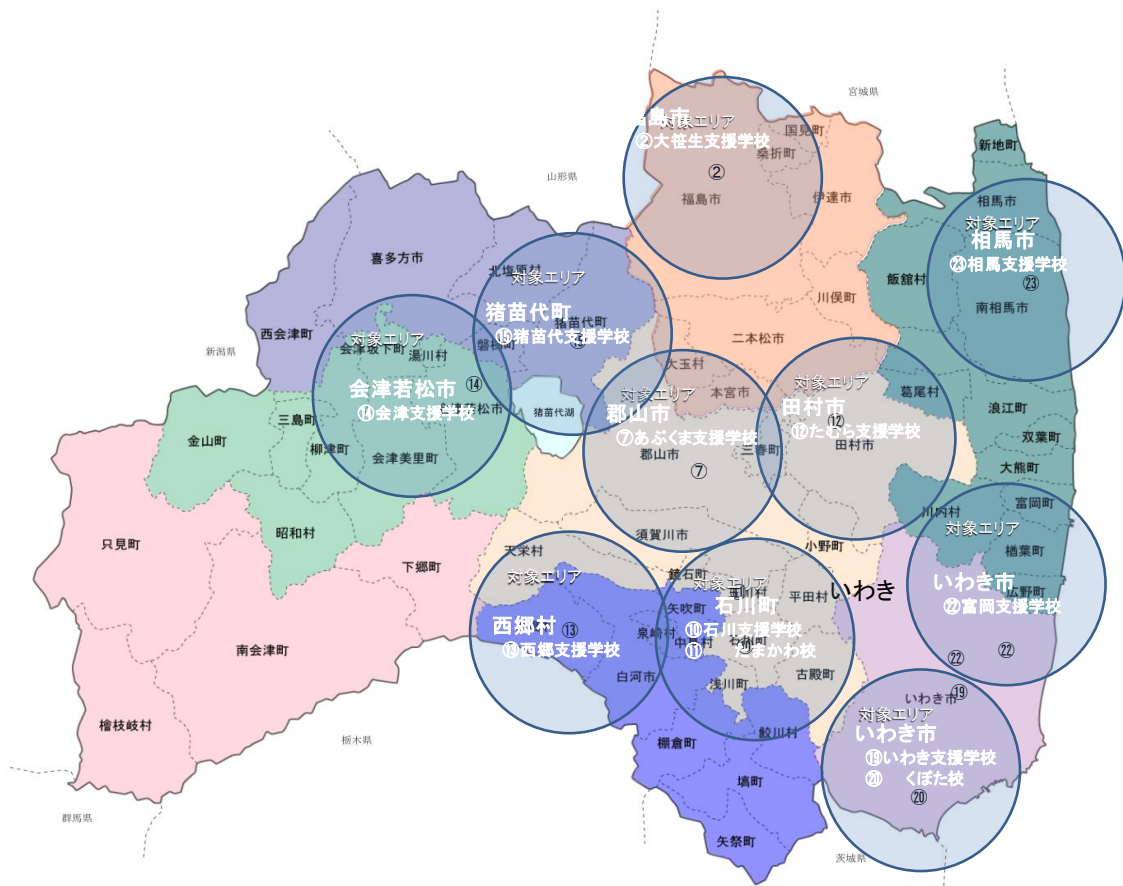 宮城県
山形県
新潟県
栃木県
群馬県
茨城県
対象エリア
②大笹生支援学校
②
国見町
桑折町
福島市
伊達市
川俣町
二本松市
大玉村
本宮市
新地町
相馬市
対象エリア
相馬市
㉓相馬支援学校
㉓
飯舘村
南相馬市
葛尾村
浪江町
双葉町
大熊町
富岡町
川内村
楢葉町
広野町
喜多方市
北塩原村
西会津町
対象エリア
猪苗代町
⑮猪苗代支援学校
猪苗代町
磐梯町
猪苗代湖
対象エリア
会津坂下町
湯川村
⑭
会津若松市
⑭会津支援学校
三島町
金山町
柳津町
会津美里町
昭和村
只見町
下郷町
南会津町
檜枝岐村
対象エリア
郡山市
⑦あぶくま支援学校
郡山市
三春町
⑦
対象エリア
田村市
⑫
⑫たむら支援学校
田村市
須賀川市
小野町
天栄村
鏡石町
平田村
古殿町
浅川町
対象エリア
西郷村
⑬
⑬西郷支援学校
矢吹町
泉崎村
中島村
白河市
対象エリア
石川町
⑩石川支援学校
⑪ たまかわ校
棚倉町
鮫川村
塙町
矢祭町
いわき
対象エリア
いわき市
㉒富岡支援学校
㉒
㉒
⑲
いわき市
対象エリア
いわき市
⑲いわき支援学校
⑳ くぼた校
⑳